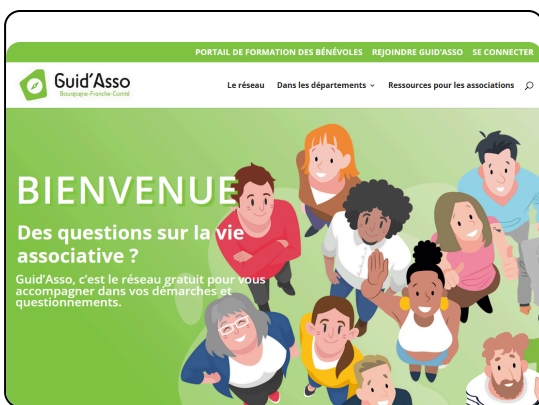 PORTAIL DE FORMATION DES BÉNÉVOLES REJOINDRE GUID'ASSO SE CONNECTER
Guid'Asso
Bourgogne-Franche-Comté
Le réseau Dans les départements Ressources pour les associations
BIENVENUE
Des questions sur la vie
associative ?
Guid'Asso, c'est le réseau gratuit pour vous
accompagner dans vos démarches et
questionnements.